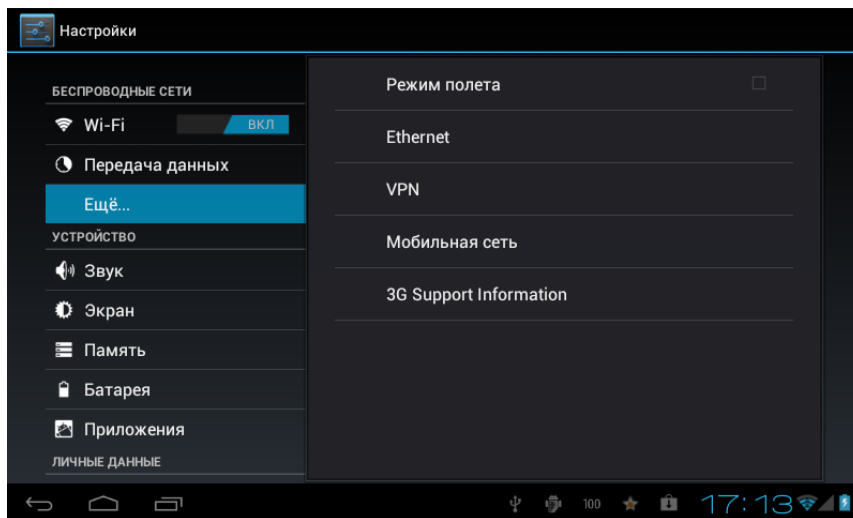 Настройки
БЕСПРОВОДНЫЕ СЕТИ
Wi-Fi ВКЛ
Передача данных
Ещё...
УСТРОЙСТВО
Звук
Экран
Память
Батарея
Приложения
ЛИЧНЫЕ ДАННЫЕ
Режим полета
Ethernet
VPN
Мобильная сеть
3G Support Information
100
17:13